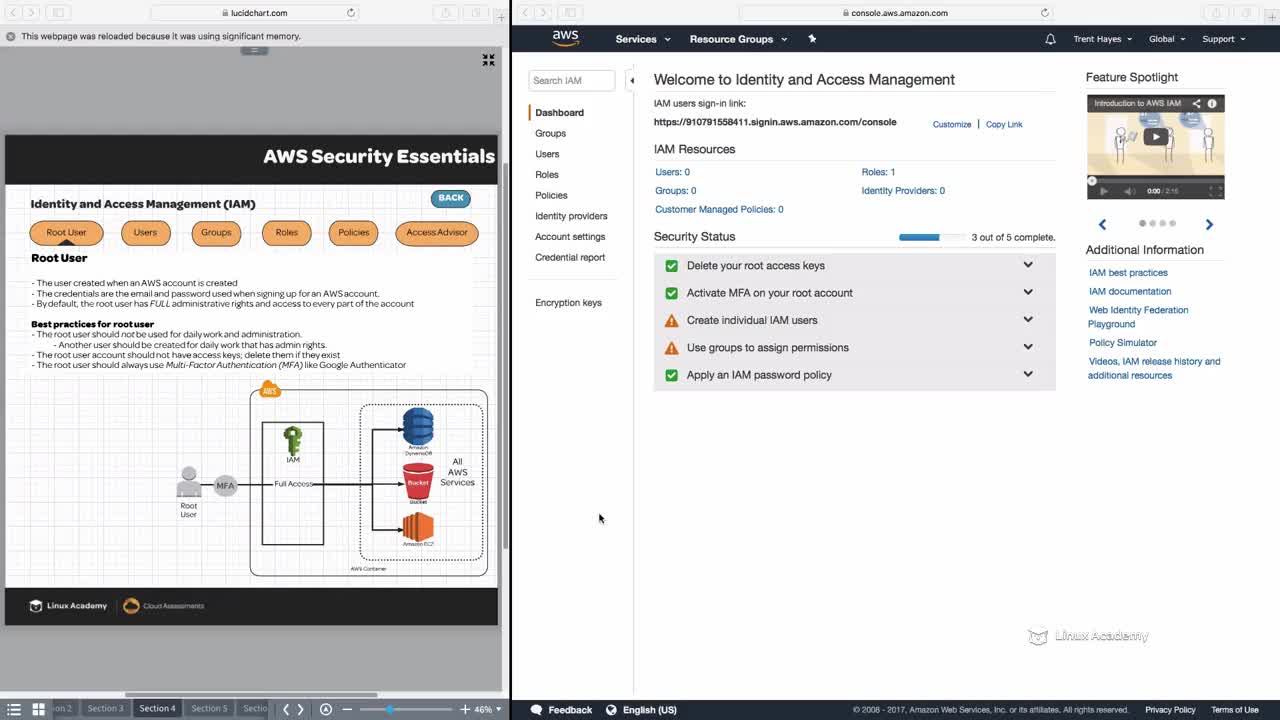 lucidchart.com
This webpage was reloaded because it was using significant memory.
AWS Security Essentials
Identity and Access Management (IAM)
BACK
Root User
Users
Groups
Roles
Policies
Access Advisor
Root User
- The user created when an AWS account is created
- The credentials are the email and password used when signing up for an AWS account.
- By default, the root user has FULL administrative rights and access to every part of the account
Best practices for root user
- The root user should not be used for daily work and administration.
- Another user should be created for daily work that has admin rights.
- The root user account should not have access keys; delete them if they exist
- The root user should always use Multi-Factor Authentication (MFA) like Google Authenticator
AWS
IAM
Full Access
Root
User
MFA
Amazon
DynamoDB
Bucket
Bucket
Amazon EC2
All
AWS
Services
AWS Container
Linux Academy
Cloud Assessments
Section 3
Section 4
Section 5
46%
console.aws.amazon.com
aws
Services
Resource Groups
Trent Hayes
Global
Support
Search IAM
Dashboard
Groups
Users
Roles
Policies
Identity providers
Account settings
Credential report
Encryption keys
Welcome to Identity and Access Management
IAM users sign-in link:
https://910791558411.signin.aws.amazon.com/console
Customize | Copy Link
IAM Resources
Users: 0
Roles: 1
Groups: 0
Identity Providers: 0
Customer Managed Policies: 0
Security Status
3 out of 5 complete.
Delete your root access keys
Activate MFA on your root account
Create individual IAM users
Use groups to assign permissions
Apply an IAM password policy
Feature Spotlight
Introduction to AWS IAM
0:00 / 2:15
Additional Information
IAM best practices
IAM documentation
Web Identity Federation
Playground
Policy Simulator
Videos, IAM release history and
additional resources
Linux Academy
Feedback
English (US)
© 2008 - 2017, Amazon Web Services, Inc. or its affiliates. All rights reserved.
Privacy Policy
Terms of Use